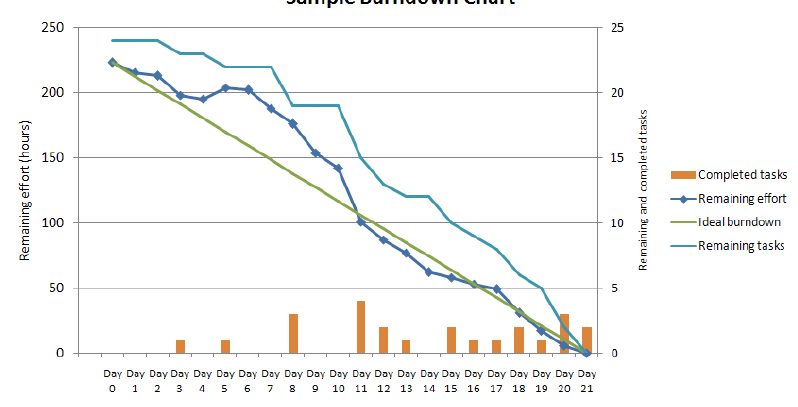 Sample Burndown Chart
250
200
150
100
50
0
Remaining effort (hours)
25
20
15
10
5
0
Remaining and completed tasks
Day 0
Day 1
Day 2
Day 3
Day 4
Day 5
Day 6
Day 7
Day 8
Day 9
Day 10
Day 11
Day 12
Day 13
Day 14
Day 15
Day 16
Day 17
Day 18
Day 19
Day 20
Day 21
Completed tasks
Remaining effort
Ideal burndown
Remaining tasks